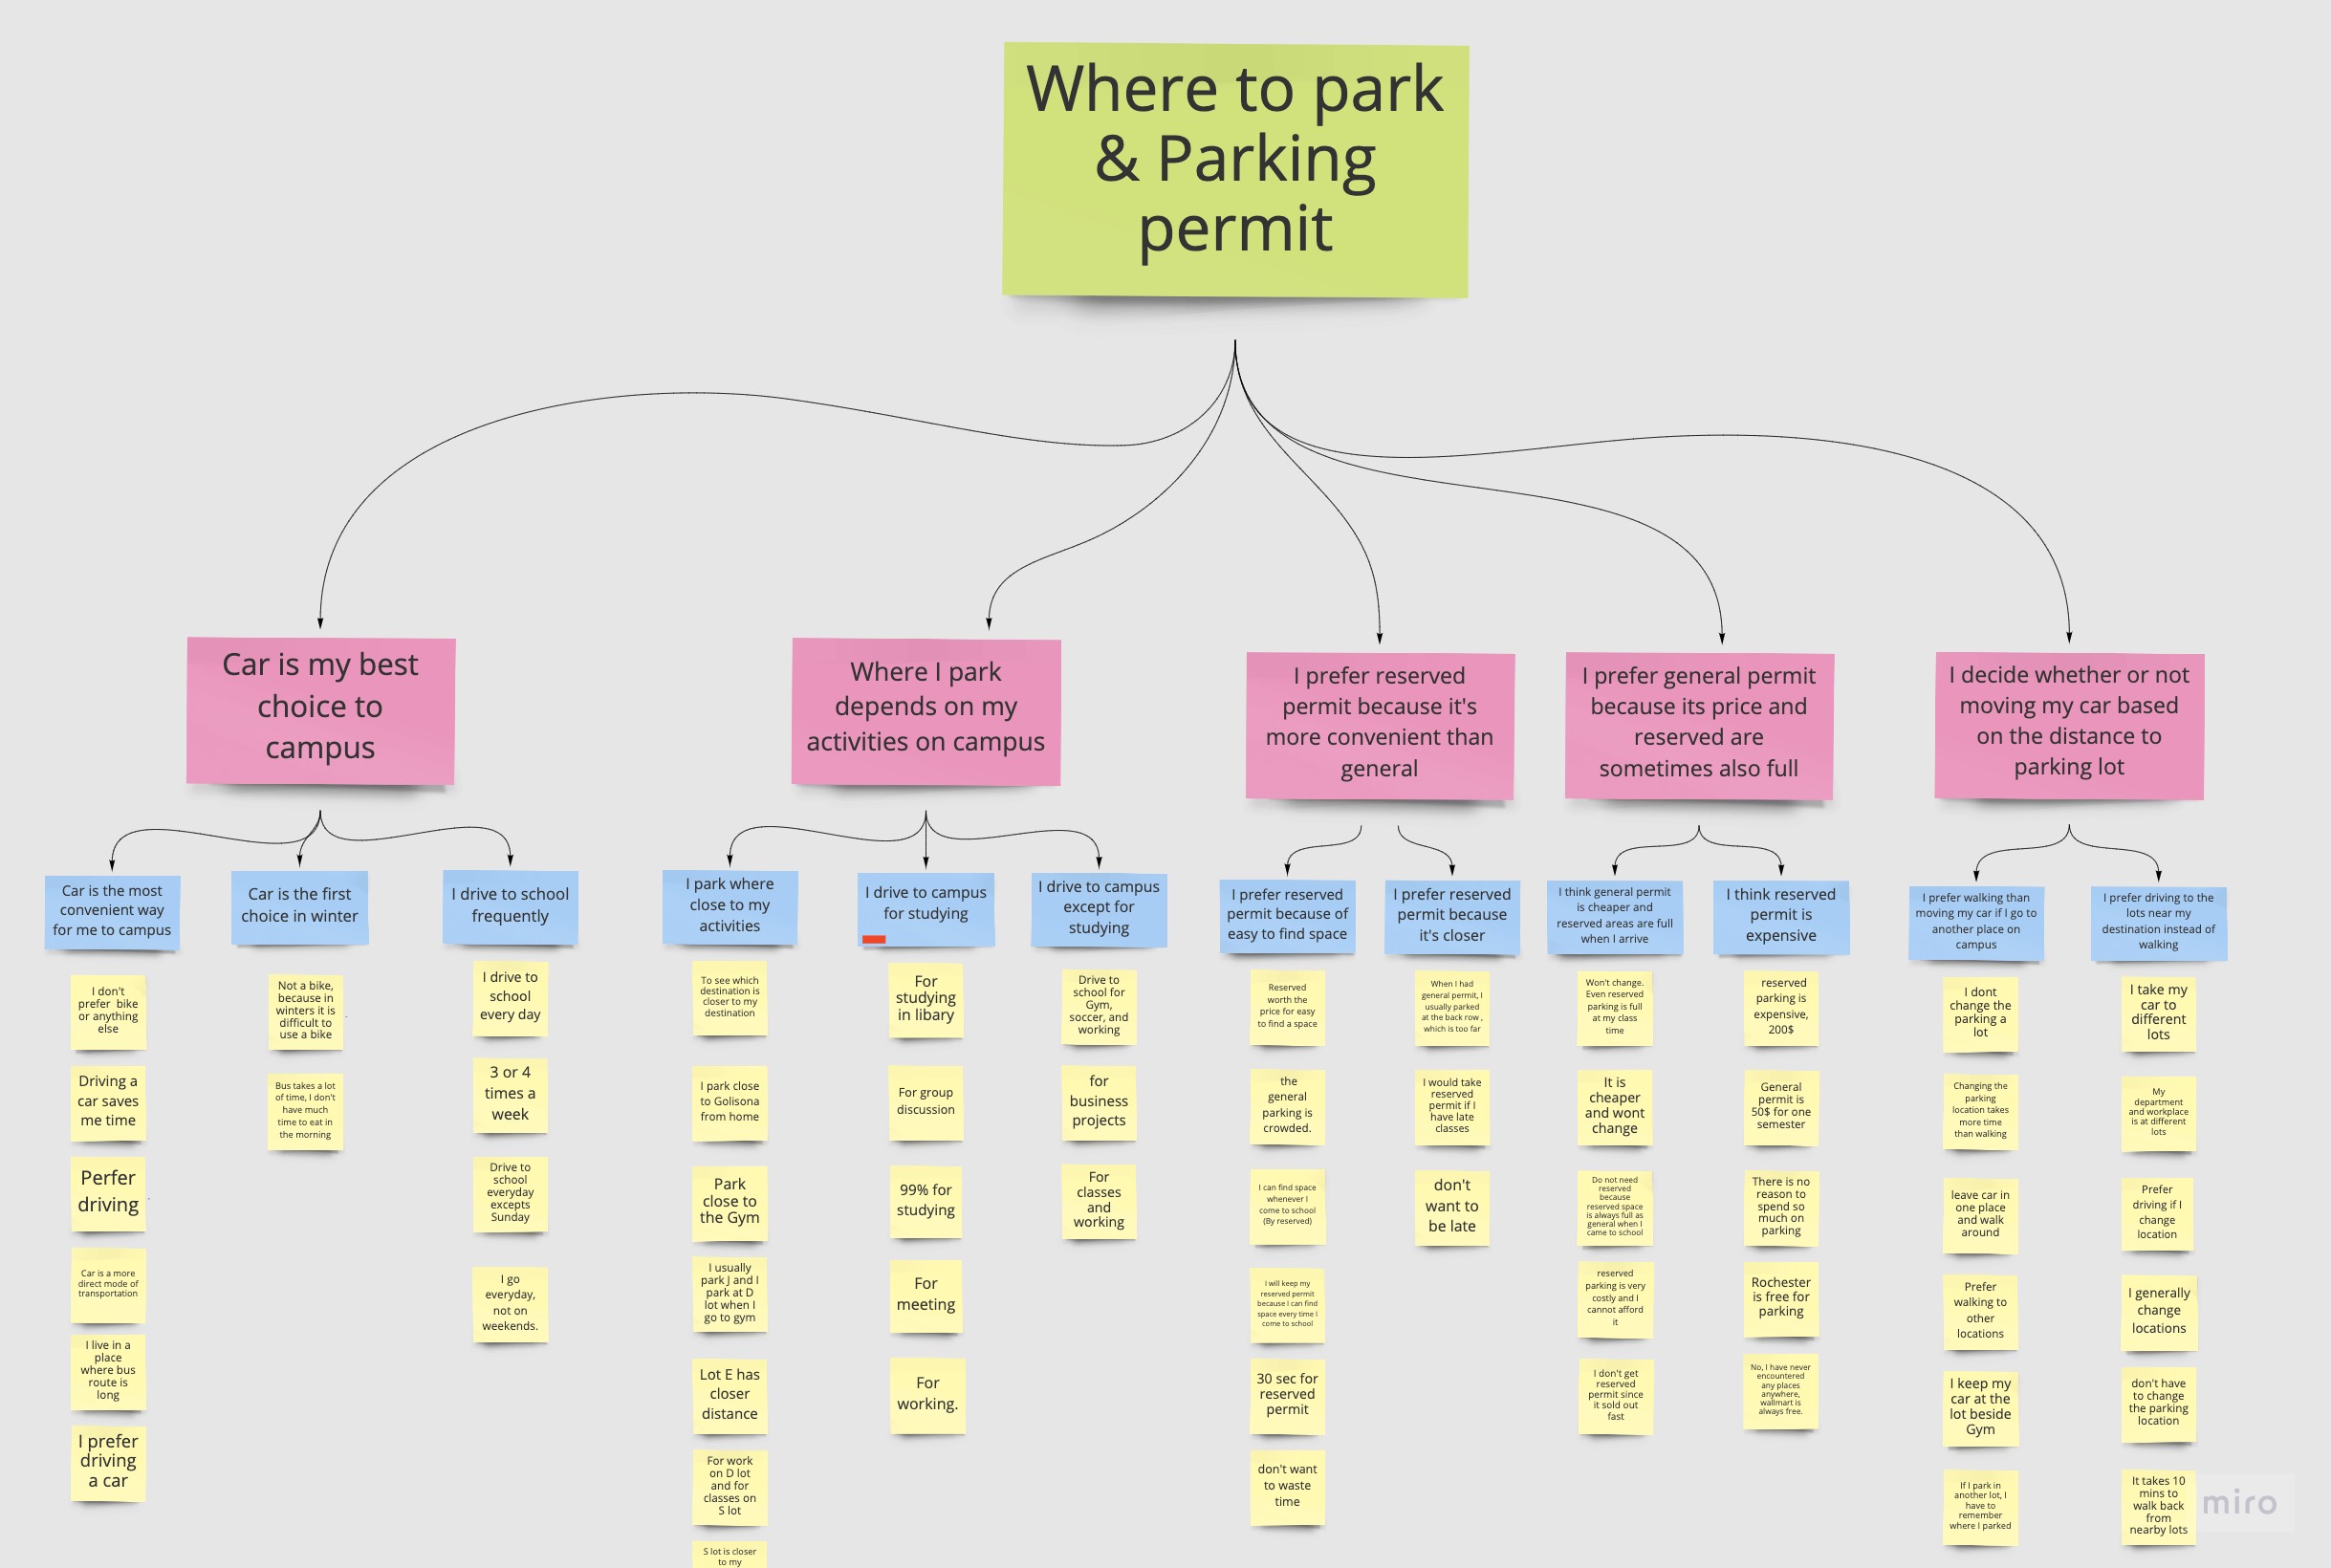 Where to park
& Parking
permit
Car is my best
choice to
campus
Where I park
depends on my
activities on campus
I prefer reserved
permit because it's
more convenient than
general
I prefer general permit
because its price and
reserved are
sometimes also full
I decide whether or not
moving my car based
on the distance to
parking lot
Car is the most
convenient way
for me to campus
Car is the first
choice in winter
I drive to school
frequently
I park where
close to my
activities
I drive to campus
for studying
I drive to campus
except for
studying
I prefer reserved
permit because of
easy to find space
I prefer reserved
permit because
it's closer
I think general permit
is cheaper and
reserved areas are full
when I arrive
I think reserved
permit is
expensive
I prefer walking than
moving my car if I go to
another place on
campus
I prefer driving to the
lots near my
destination instead of
walking
I don't
prefer bike
or anything
else
Driving a
car saves
me time
Perfer
driving
Car is a more
direct mode of
transportation
I live in a
place
where bus
route is
long
I prefer
driving
a car
Not a bike,
because in
winters it is
difficult to
use a bike
Bus takes a lot
of time, I don't
have much
time to eat in
the morning
I drive to
school
every day
3 or 4
times a
week
Drive to
school
everyday
excepts
Sunday
I go
everyday,
not on
weekends.
To see which
destination is
closer to my
destination
I park close
to Golisona
from home
Park
close to
the Gym
I usually
park J and I
park at D
lot when I
go to gym
Lot E has
closer
distance
For work
on D lot
and for
classes on
S lot
S lot is closer
to my
For
studying
in libary
For group
discussion
99% for
studying
For
meeting
For
working.
Drive to
school for
Gym,
soccer, and
working
for
business
projects
For
classes
and
working
Reserved
worth the
price for easy
to find a space
the
general
parking is
crowded.
I can find space
whenever I
come to school
(By reserved)
I will keep my
reserved permit
because I can find
space every time I
come to school
30 sec for
reserved
permit
don't want
to waste
time
When I had
general permit, I
usually parked
at the back row ,
which is too far
I would take
reserved
permit if I
have late
classes
don't
want to
be late
Won't change.
Even reserved
parking is full
at my class
time
It is
cheaper
and wont
change
Do not need
reserved
because
reserved space
is always full as
general when I
came to school
reserved
parking is very
costly and I
cannot afford
it
I don't get
reserved
permit since
it sold out
fast
reserved
parking is
expensive,
200$
General
permit is
50$ for one
semester
There is no
reason to
spend so
much on
parking
Rochester
is free for
parking
No, I have never
encountered
any places
anywhere,
wallmart is
always free.
I dont
change the
parking a
lot
Changing the
parking
location takes
more time
than walking
leave car in
one place
and walk
around
Prefer
walking to
other
locations
I keep my
car at the
lot beside
Gym
If I park in
another lot, I
have to
remember
where I parked
I take my
car to
different
lots
My
department
and workplace
is at different
lots
Prefer
driving if I
change
location
I generally
change
locations
don't have
to change
the parking
location
It takes 10
mins to
walk back
from
nearby lots
miro